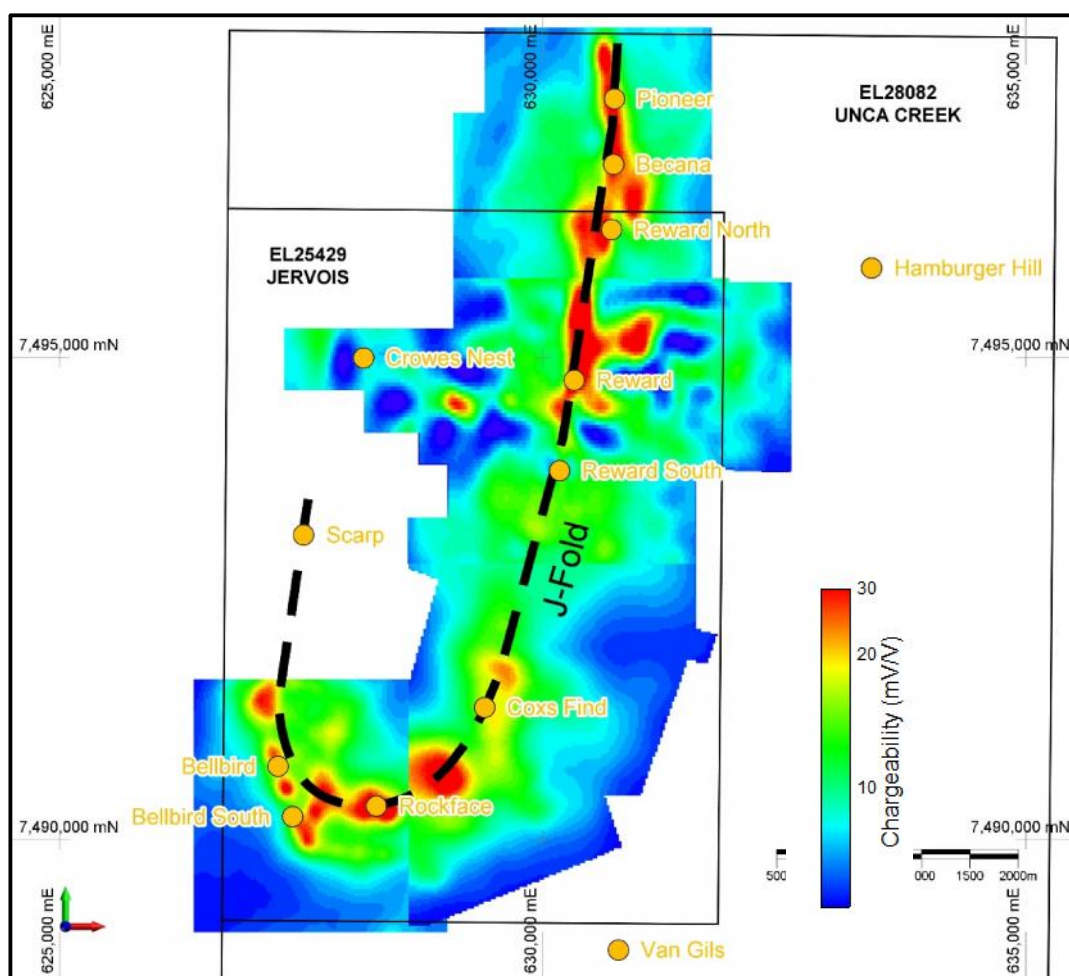 625,000 mE
630,000 mE
635,000 mE
EL28082
UNCA CREEK
Pioneer
Becana
Reward North
EL25429
JERVOIS
Hamburger Hill
7,495,000 mN
7,495,000 mN
Crowes Nest
Reward
Reward South
Scarp
J-Fold
30
20
10
Chargeability (mV/V)
Coxs Find
Bellbird
Rockface
Bellbird South
7,490,000 mN
7,490,000 mN
500
000
1500
2000m
625,000 mE
630,000 mE
635,000 mE
Van Gils